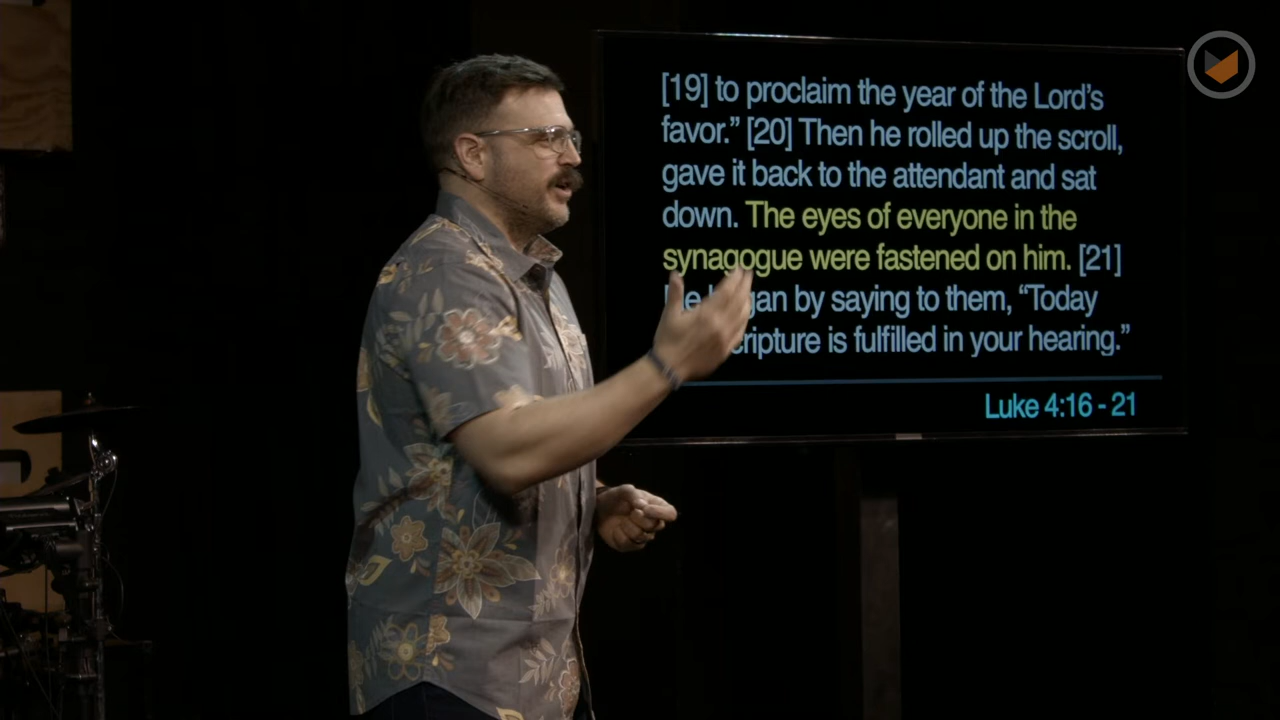 [19] to proclaim the year of the Lord's
favor.” [20] Then he rolled up the scroll,
gave it back to the attendant and sat
down. The eyes of everyone in the
synagogue were fastened on him. [21]
by saying to them, “Today
is fulfilled in your hearing.”
Luke 4:16 - 21